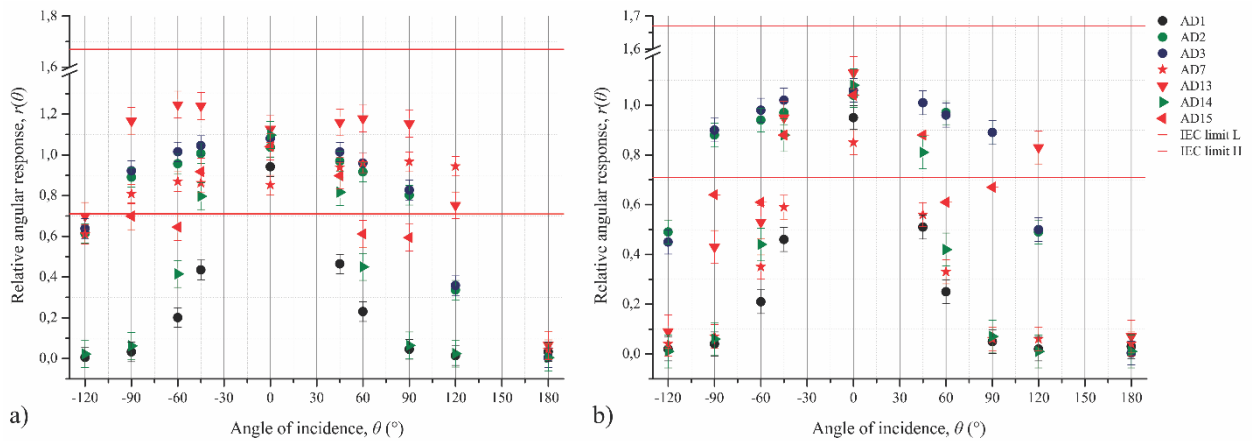 1,6
1,2
1,0
0,8
0,6
0,4
0,2
0,0
Relative angular response, r(θ)
-120 -90 -60 -30 0 30 60 90 120 150 180
Angle of incidence, θ (°)
a)
1,7
1,6
1,0
0,8
0,6
0,4
0,2
0,0
Relative angular response, r(θ)
-120 -90 -60 -30 0 30 60 90 120 150 180
Angle of incidence, θ (°)
b)
AD1
AD2
AD3
AD7
AD13
AD14
AD15
IEC limit L
IEC limit H